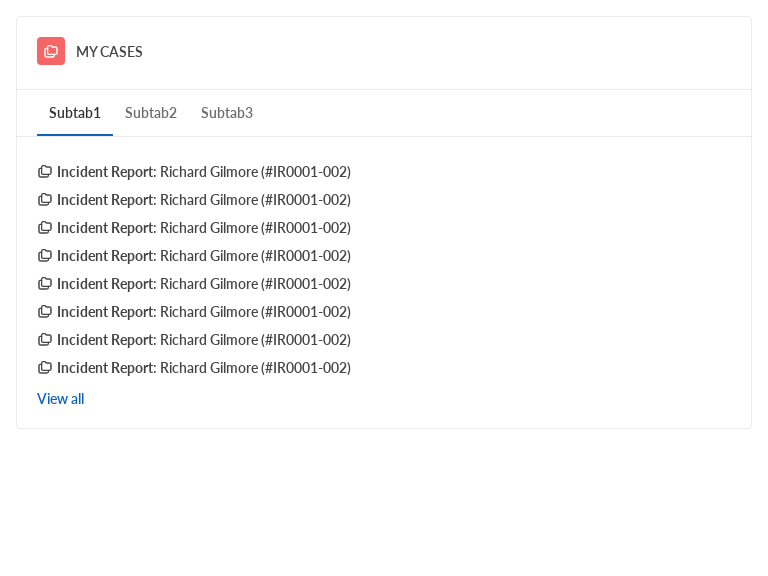 MY CASES
Subtab1 Subtab2 Subtab3
Incident Report: Richard Gilmore (#IR0001-002)
Incident Report: Richard Gilmore (#IR0001-002)
Incident Report: Richard Gilmore (#IR0001-002)
Incident Report: Richard Gilmore (#IR0001-002)
Incident Report: Richard Gilmore (#IR0001-002)
Incident Report: Richard Gilmore (#IR0001-002)
Incident Report: Richard Gilmore (#IR0001-002)
Incident Report: Richard Gilmore (#IR0001-002)
View all